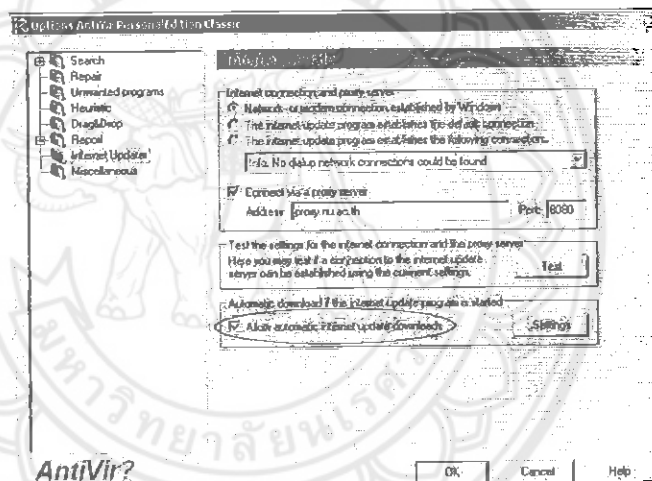 Options AntiVir PersonalEdition Classic
Search
Repair
Unwanted programs
Heuristic
Drag&Drop
Report
Internet Updater
Miscellaneous
Internet connection and proxy server
Network- or modem connection established by Windows
The internet update program establishes the default connection
The internet update program establishes the following connection:
Info: No dialup network connections could be found
Connect via a proxy server
Address: proxy.nu.ac.th Port: 8080
Test the settings for the internet connection and the proxy server
Here you may test if a connection to the internet update
server can be established using the current settings.
Test
Automatic download if the internet update program is started
Allow automatic internet update downloads
Settings
AntiVir?
OK Cancel Help